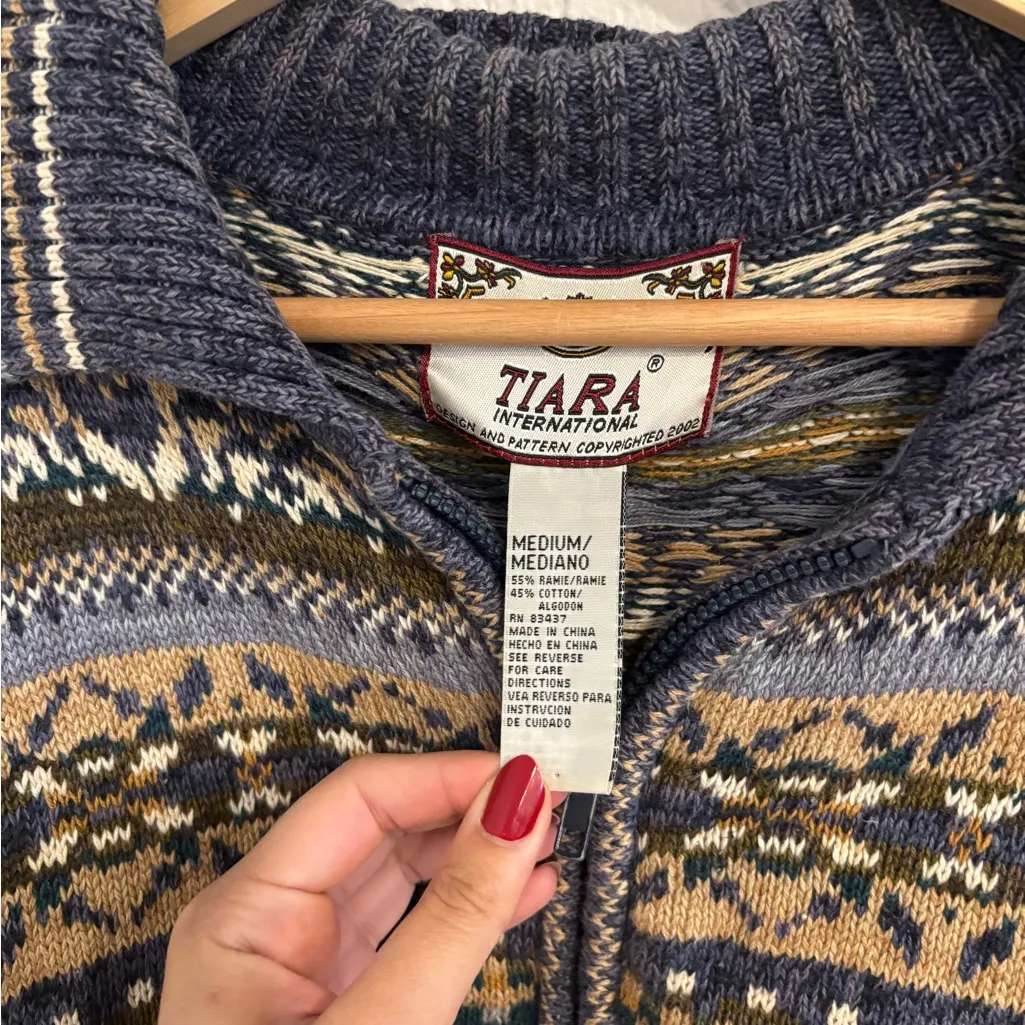 TIARA ®
INTERNATIONAL
DESIGN AND PATTERN COPYRIGHTED 2002
MEDIUM/
MEDIANO
55% RAMIE/RAMIE
45% COTTON/
ALGODON
RN 83437
MADE IN CHINA
HECHO EN CHINA
SEE REVERSE
FOR CARE
DIRECTIONS
VEA REVERSO PARA
INSTRVCION
DE CUIDADO